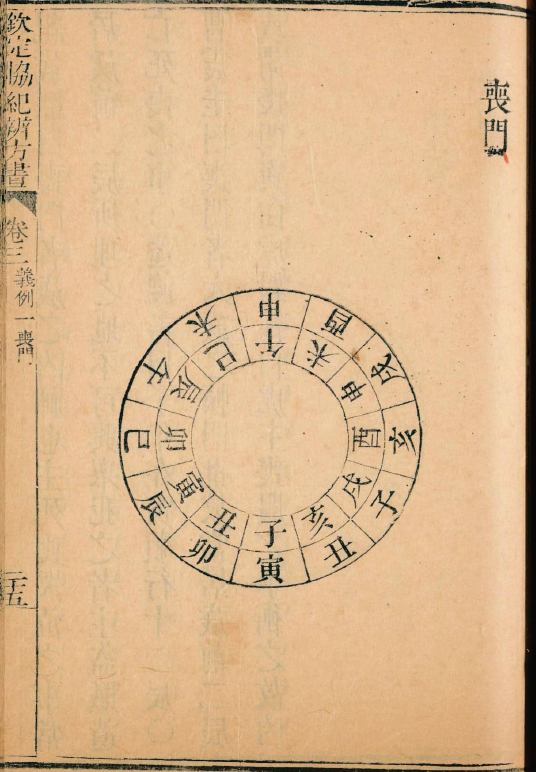 喪門
申酉戌亥子丑寅卯辰巳午未
午未申酉戌亥子丑寅卯辰巳
欽定協紀辨方書
卷三 義例一 喪門
二十五